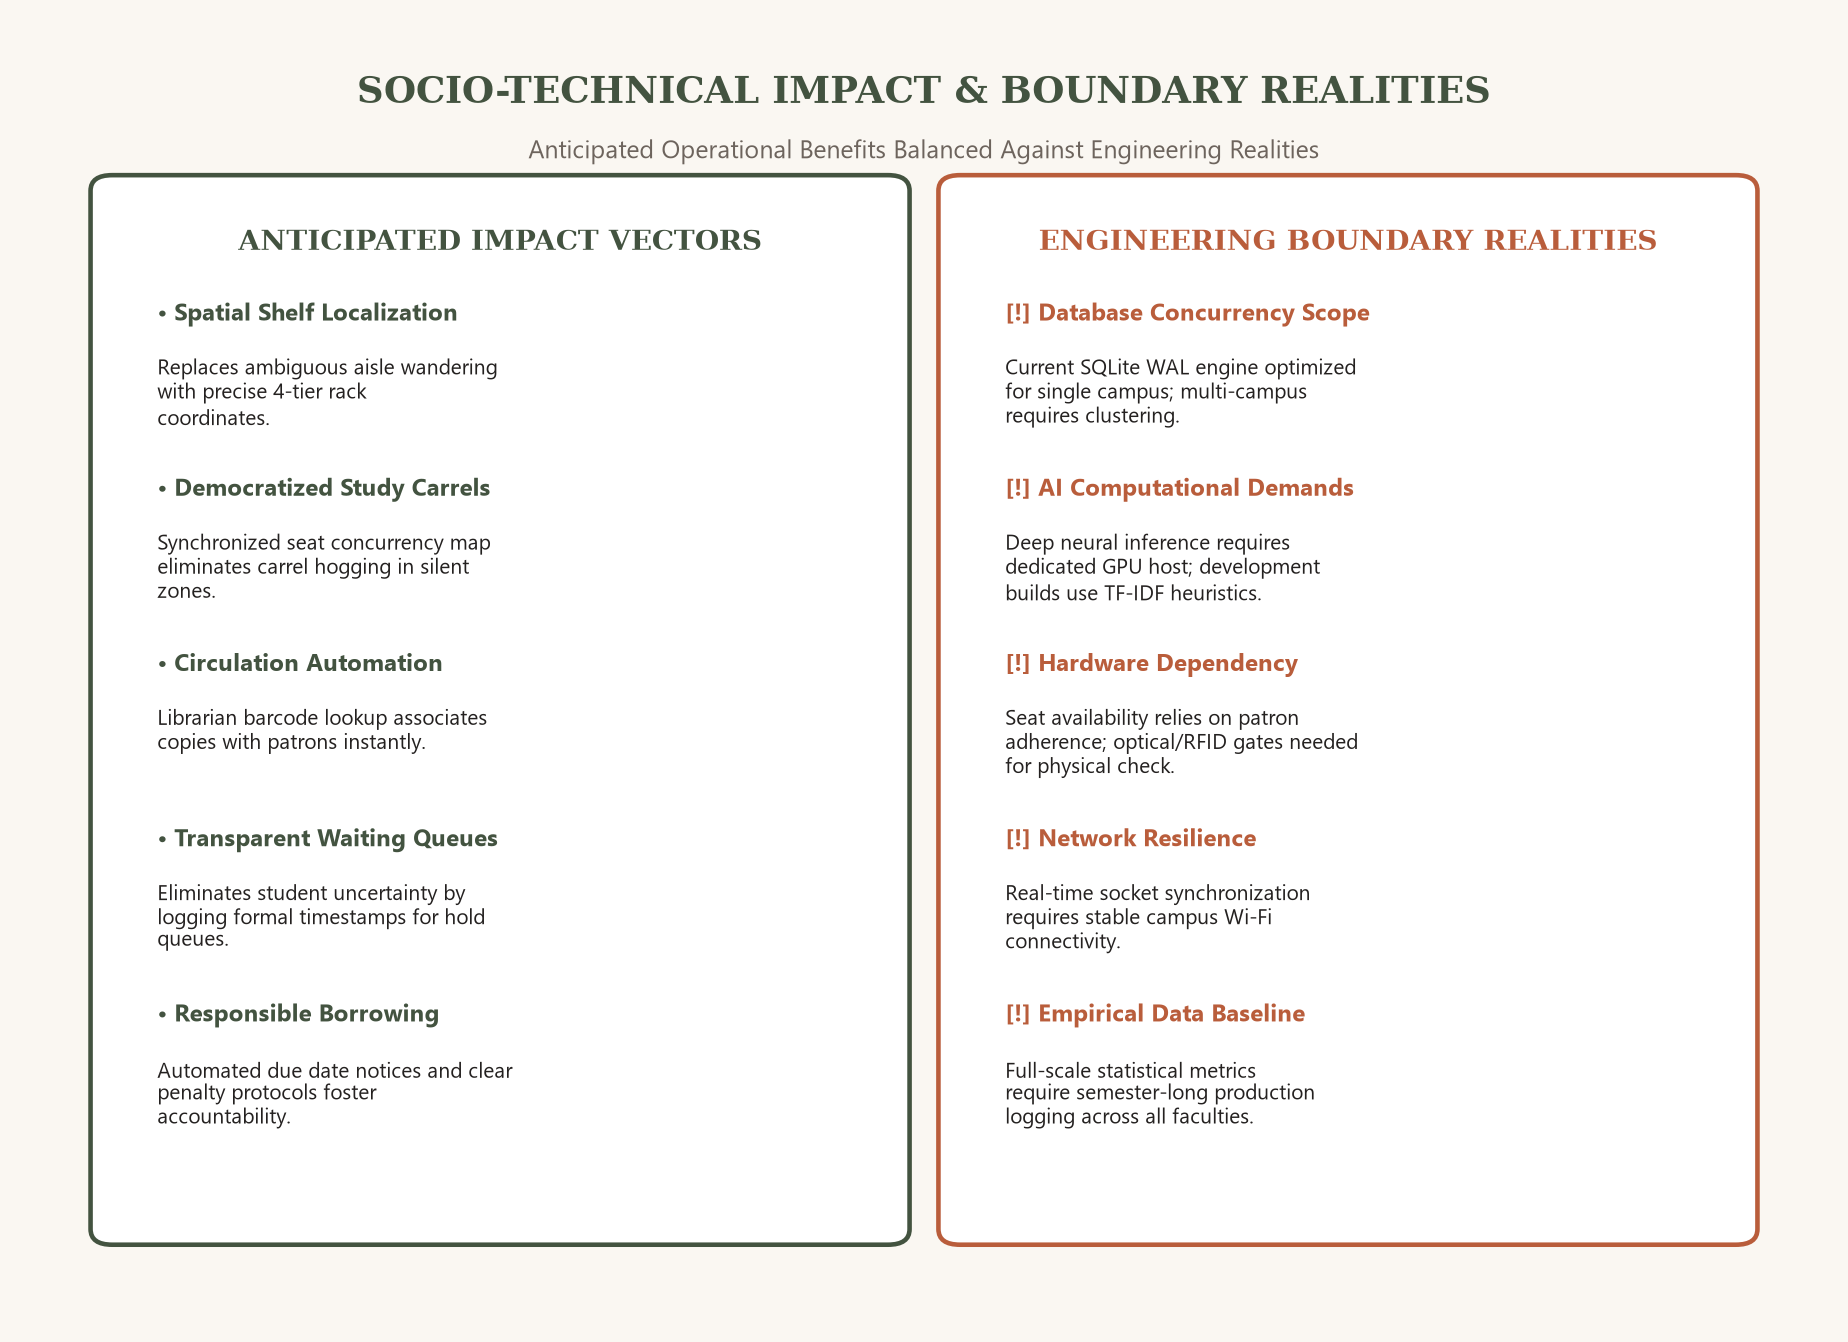 SOCIO-TECHNICAL IMPACT & BOUNDARY REALITIES
Anticipated Operational Benefits Balanced Against Engineering Realities
ANTICIPATED IMPACT VECTORS
• Spatial Shelf Localization
Replaces ambiguous aisle wandering
with precise 4-tier rack
coordinates.
• Democratized Study Carrels
Synchronized seat concurrency map
eliminates carrel hogging in silent
zones.
• Circulation Automation
Librarian barcode lookup associates
copies with patrons instantly.
• Transparent Waiting Queues
Eliminates student uncertainty by
logging formal timestamps for hold
queues.
• Responsible Borrowing
Automated due date notices and clear
penalty protocols foster
accountability.
ENGINEERING BOUNDARY REALITIES
[!] Database Concurrency Scope
Current SQLite WAL engine optimized
for single campus; multi-campus
requires clustering.
[!] AI Computational Demands
Deep neural inference requires
dedicated GPU host; development
builds use TF-IDF heuristics.
[!] Hardware Dependency
Seat availability relies on patron
adherence; optical/RFID gates needed
for physical check.
[!] Network Resilience
Real-time socket synchronization
requires stable campus Wi-Fi
connectivity.
[!] Empirical Data Baseline
Full-scale statistical metrics
require semester-long production
logging across all faculties.